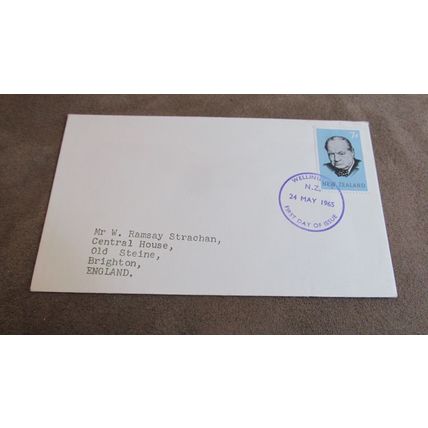 7d
NEW ZEALAND
WELLINGTON
N.Z.
24 MAY 1965
FIRST DAY OF ISSUE
Mr W. Ramsay Strachan,
Central House,
Old Steine,
Brighton,
ENGLAND.